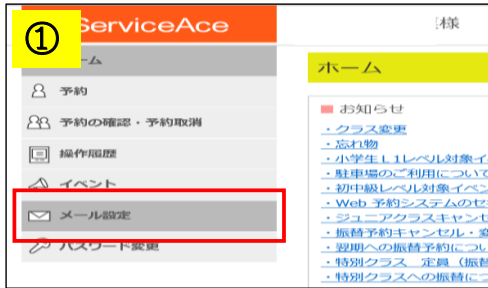 ①
ServiceAce
様
ーム
ホーム
予約
予約の確認・予約取消
操作履歴
イベント
メール設定
パスワード変更
お知らせ
・クラス変更
・忘れ物
・小学生L1レベル対象イ
・駐車場のご利用について
・初中級レベル対象イベン
・Web 予約システムのセ
・ジュニアクラスキャンセ
・振替予約キャンセル・変
・翌期への振替予約につい
・特別クラス 定員（振替
・特別クラスへの振替につ